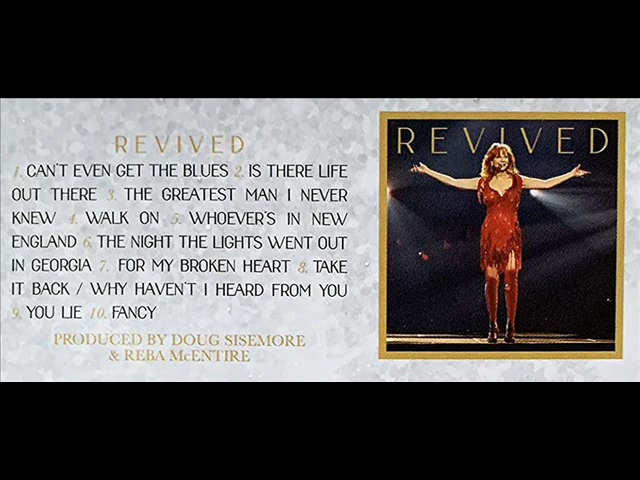 REVIVED
1. CAN'T EVEN GET THE BLUES 2. IS THERE LIFE
OUT THERE 3. THE GREATEST MAN I NEVER
KNEW 4. WALK ON 5. WHOEVER'S IN NEW
ENGLAND 6. THE NIGHT THE LIGHTS WENT OUT
IN GEORGIA 7. FOR MY BROKEN HEART 8. TAKE
IT BACK / WHY HAVEN'T I HEARD FROM YOU
9. YOU LIE 10. FANCY
PRODUCED BY DOUG SISEMORE
& REBA McENTIRE
REVIVED